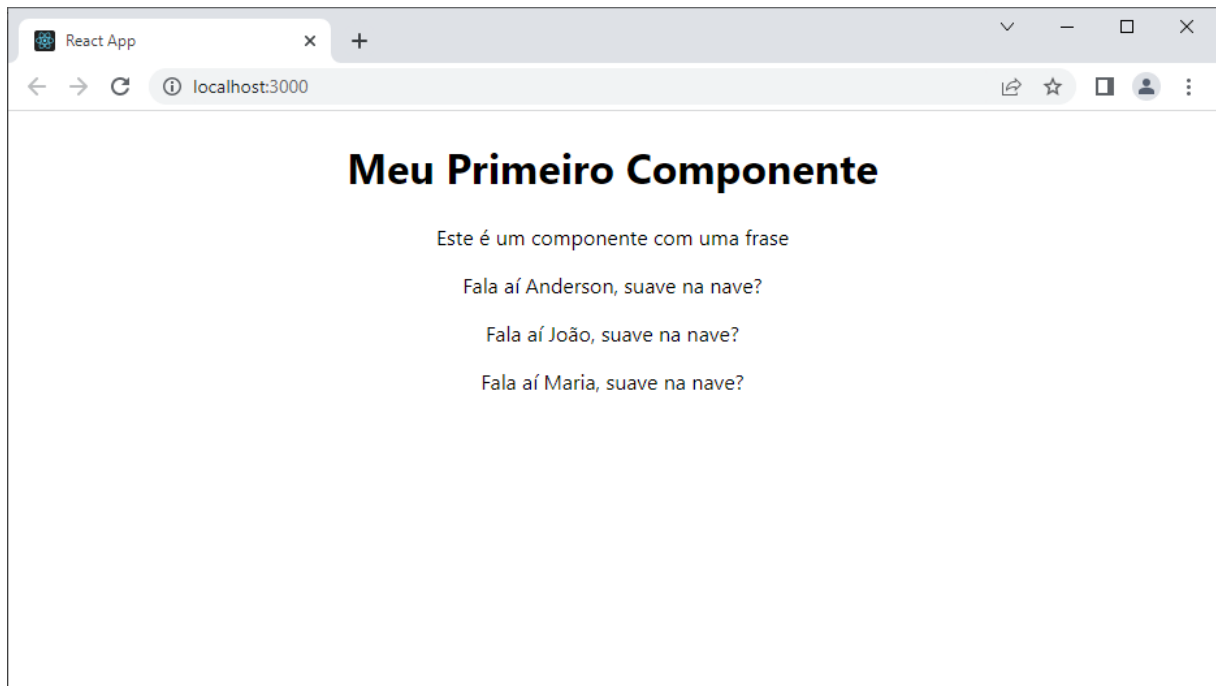 React App
localhost:3000
Meu Primeiro Componente
Este é um componente com uma frase
Fala aí Anderson, suave na nave?
Fala aí João, suave na nave?
Fala aí Maria, suave na nave?